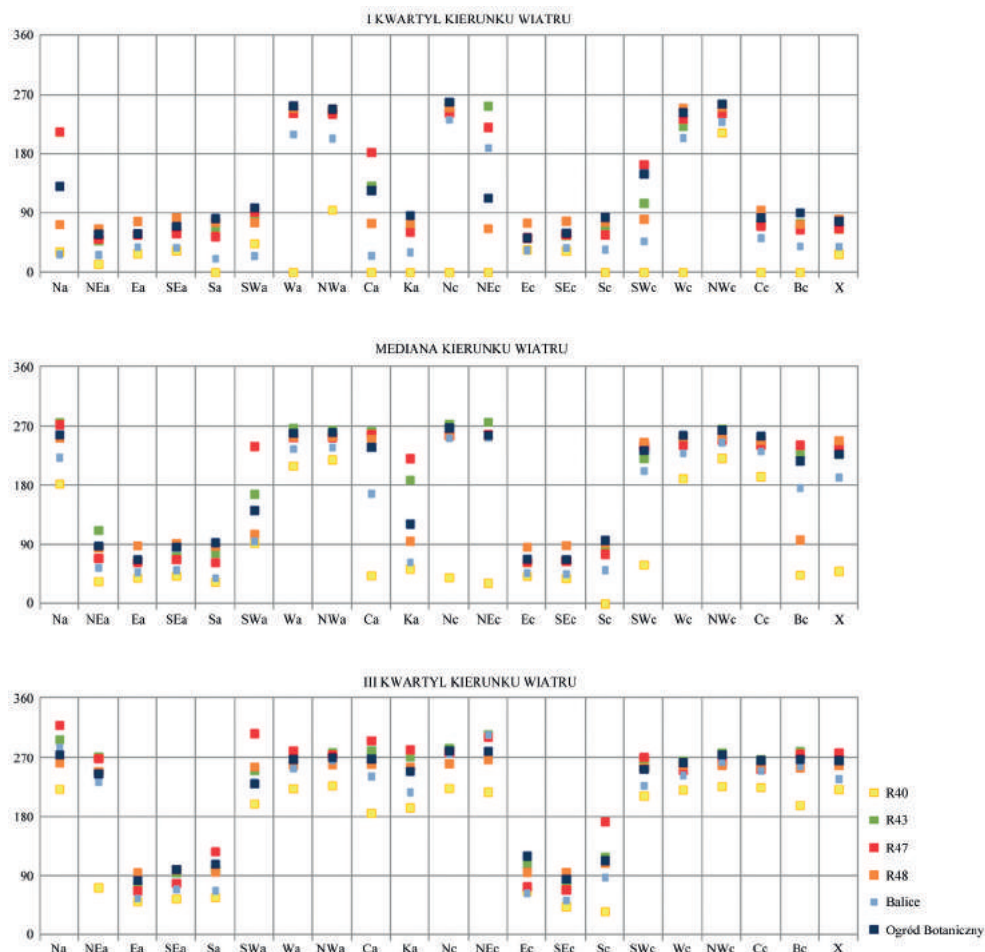 I KWARTYL KIERUNKU WIATRU
360
270
180
90
0
Na NEa Ea SEa Sa SWa Wa NWa Ca Ka Nc NEc Ec SEc Sc SWc Wc NWc Cc Bc X
MEDIANA KIERUNKU WIATRU
360
270
180
90
0
Na NEa Ea SEa Sa SWa Wa NWa Ca Ka Nc NEc Ec SEc Sc SWc Wc NWc Cc Bc X
III KWARTYL KIERUNKU WIATRU
360
270
180
90
0
Na NEa Ea SEa Sa SWa Wa NWa Ca Ka Nc NEc Ec SEc Sc SWc Wc NWc Cc Bc X
R40
R43
R47
R48
Balice
Ogród Botaniczny